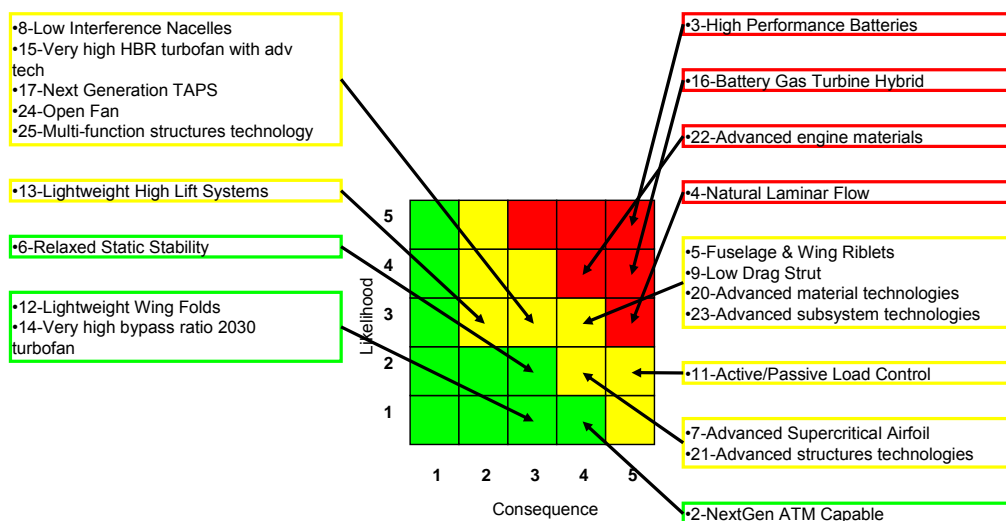 •8-Low Interference Nacelles
•15-Very high HBR turbofan with adv
tech
•17-Next Generation TAPS
•24-Open Fan
•25-Multi-function structures technology
•13-Lightweight High Lift Systems
•6-Relaxed Static Stability
•12-Lightweight Wing Folds
•14-Very high bypass ratio 2030
turbofan
•3-High Performance Batteries
•16-Battery Gas Turbine Hybrid
•22-Advanced engine materials
•4-Natural Laminar Flow
•5-Fuselage & Wing Riblets
•9-Low Drag Strut
•20-Advanced material technologies
•23-Advanced subsystem technologies
•11-Active/Passive Load Control
•7-Advanced Supercritical Airfoil
•21-Advanced structures technologies
•2-NextGen ATM Capable
Likelihood
5
4
3
2
1
1 2 3 4 5
Consequence